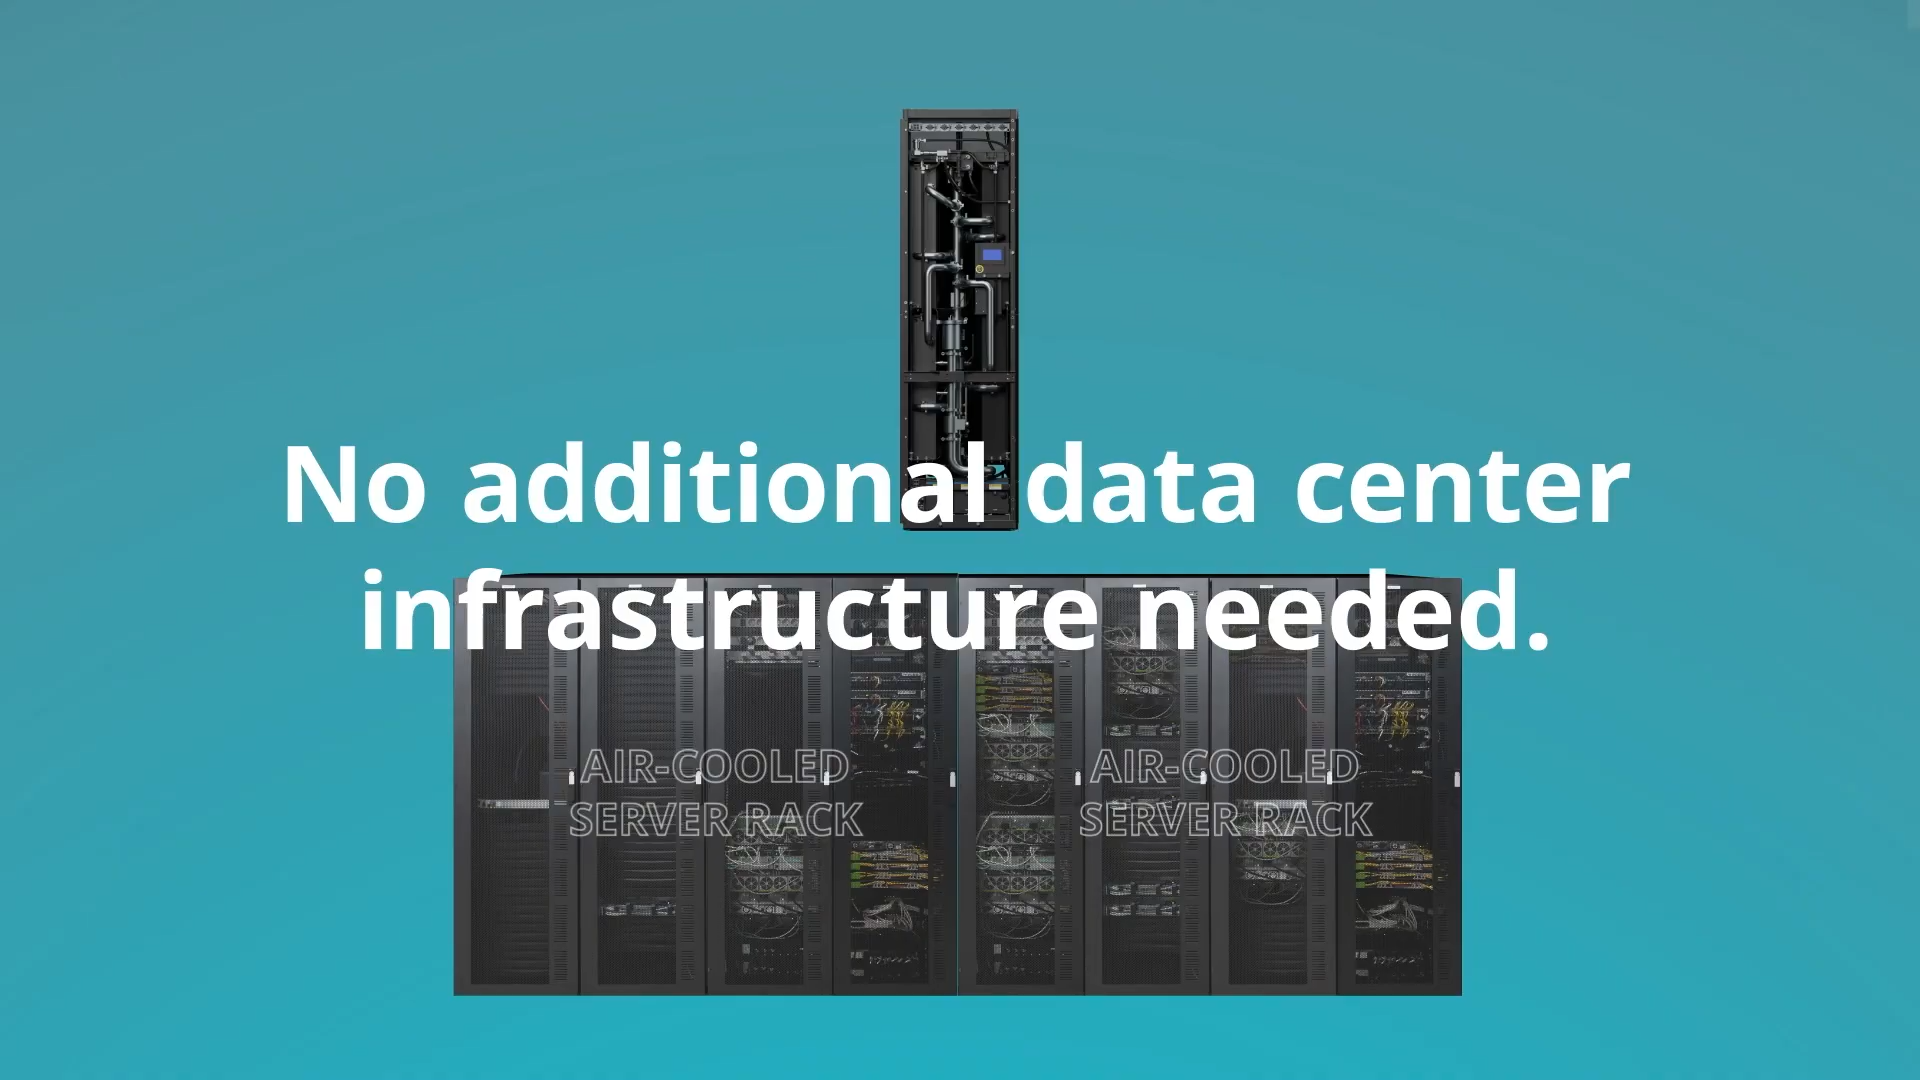 No additional data center
infrastructure needed.
AIR-COOLED
SERVER RACK
AIR-COOLED
SERVER RACK